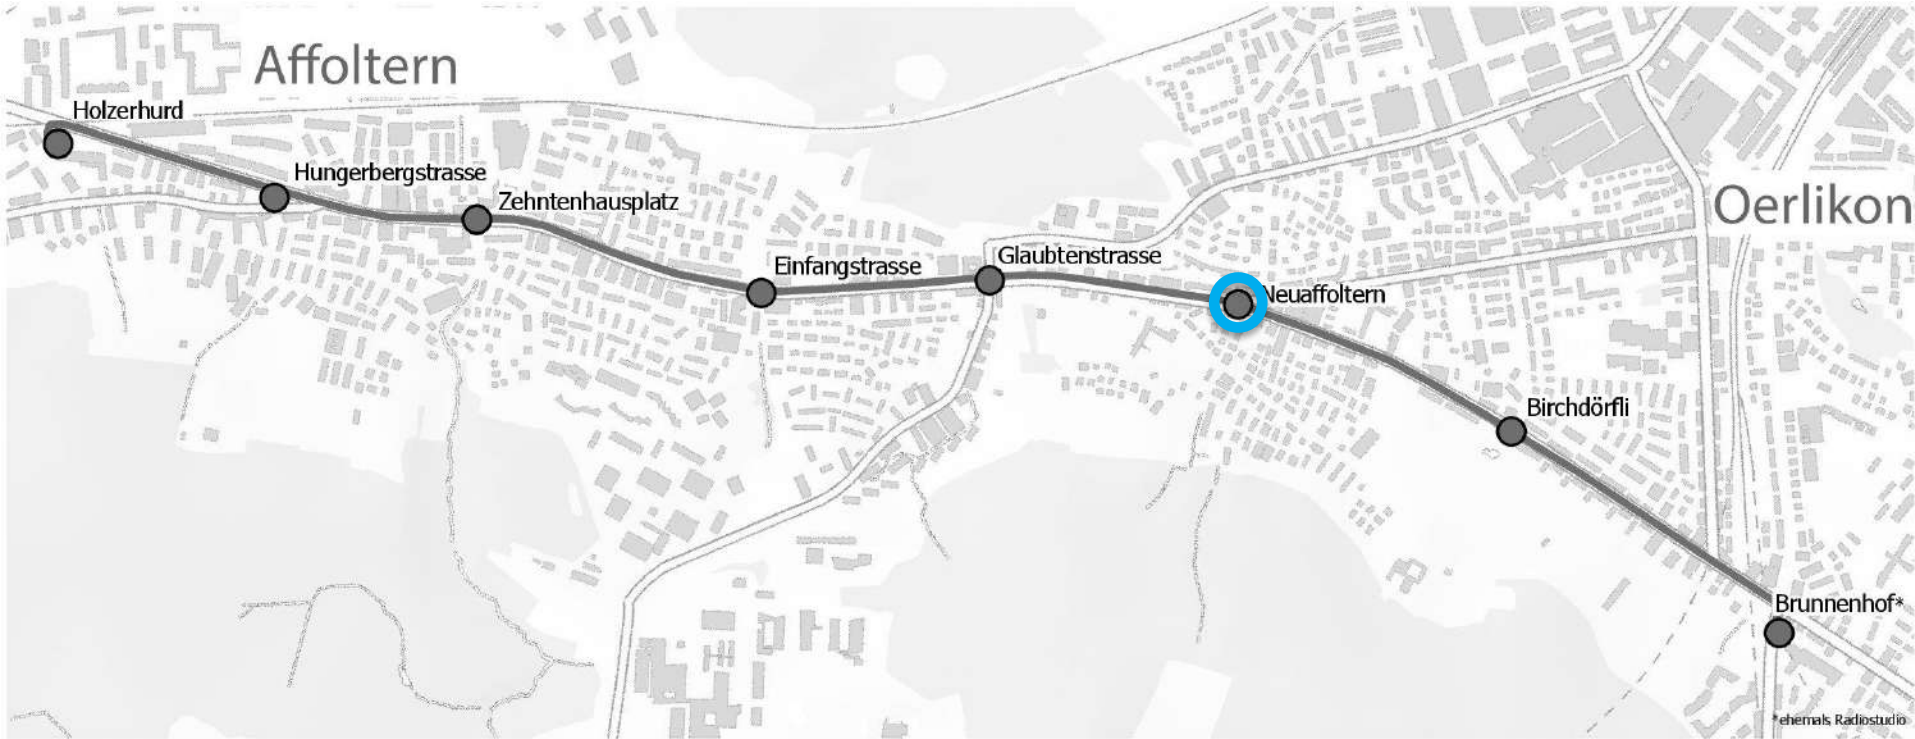 Affoltern
Holzerhurd
Hungerbergstrasse
Zehntenhausplatz
Oerlikon
Einfangstrasse
Glaubtenstrasse
Neuaffoltern
Birchdörfli
Brunnenhof*
*ehemals Radiostudio